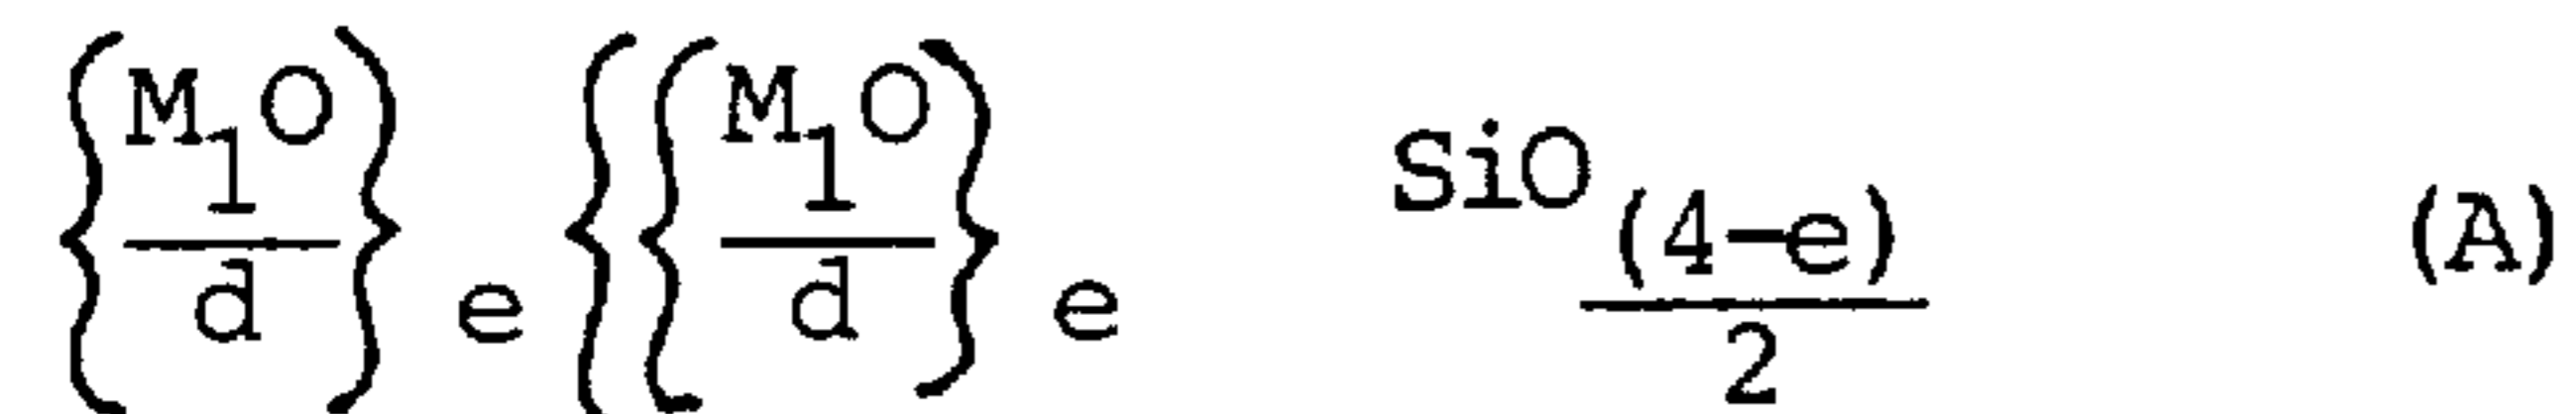 {M₁O/d}e {{M₁O/d}e SiO(4-e)/2 (A)